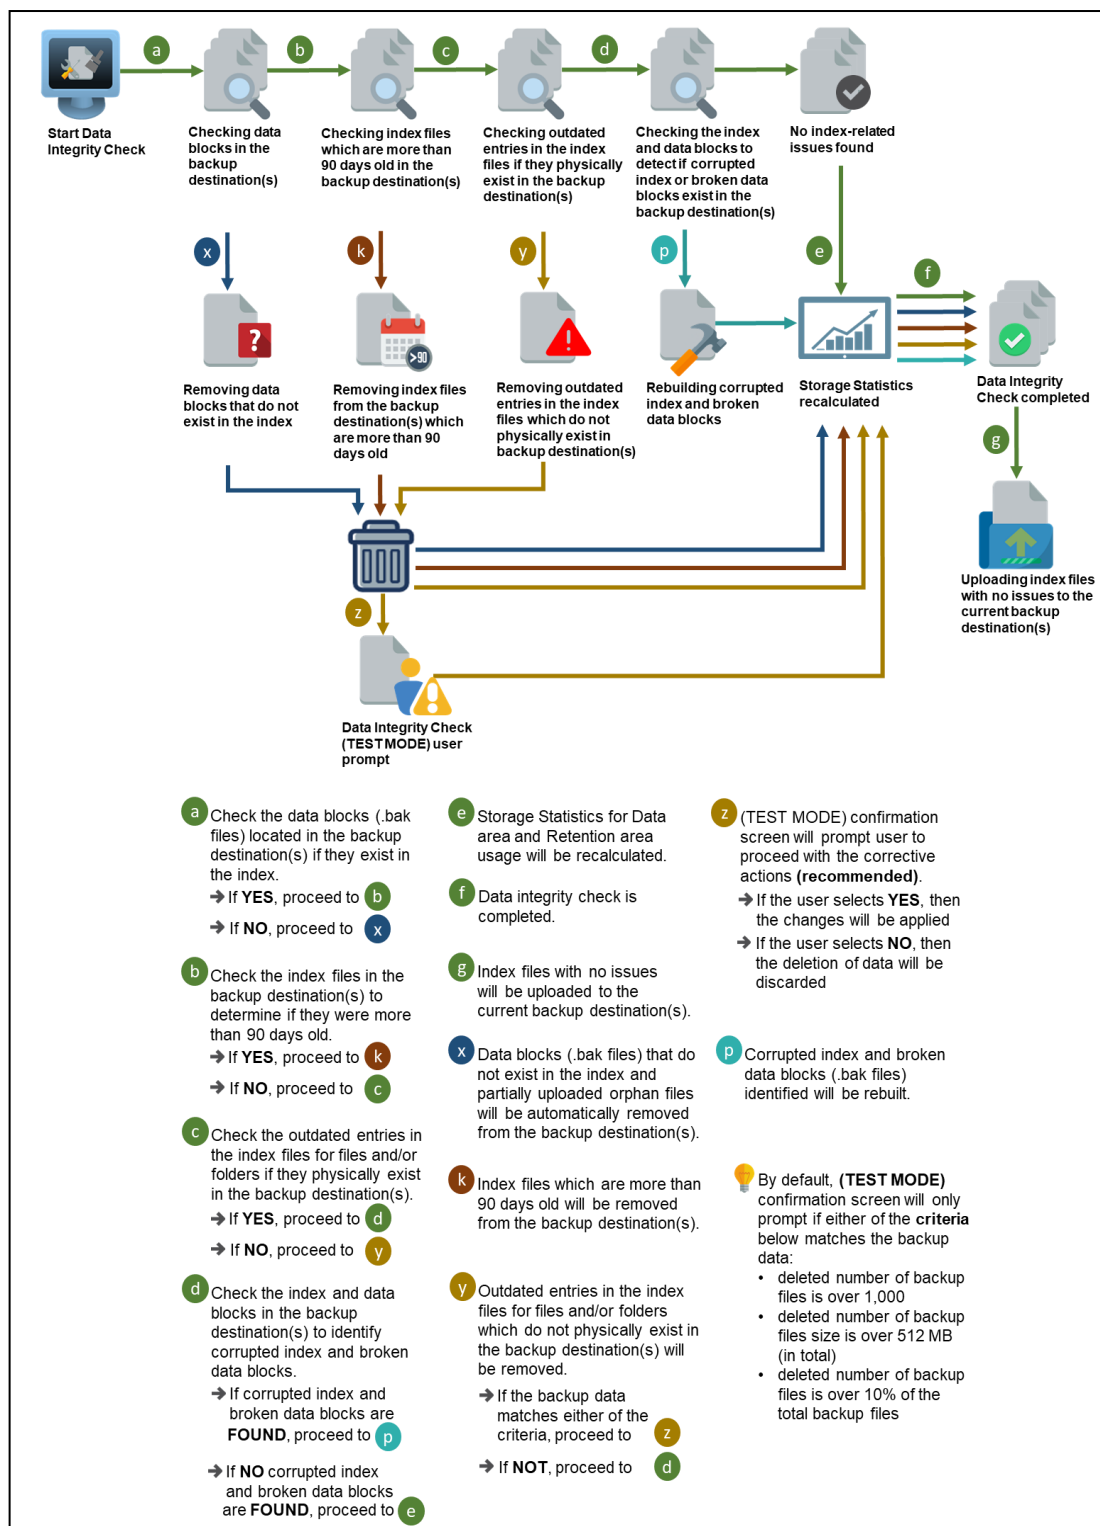 a
b
c
d
Start Data
Integrity Check
Checking data
blocks in the
backup
destination(s)
Checking index files
which are more than
90 days old in the
backup destination(s)
Checking outdated
entries in the index
files if they physically
exist in the backup
destination(s)
Checking the index
and data blocks to
detect if corrupted
index or broken data
blocks exist in the
backup destination(s)
No index-related
issues found
x
k
y
p
e
f
?
>90
Removing data
blocks that do not
exist in the index
Removing index files
from the backup
destination(s) which
are more than 90
days old
Removing outdated
entries in the index
files which do not
physically exist in
backup destination(s)
Rebuilding corrupted
index and broken
data blocks
Storage Statistics
recalculated
Data Integrity
Check completed
g
Uploading index files
with no issues to the
current backup
destination(s)
z
Data Integrity Check
(TEST MODE) user
prompt
a Check the data blocks (.bak
files) located in the backup
destination(s) if they exist in
the index.
➔ If YES, proceed to b
➔ If NO, proceed to x
b Check the index files in the
backup destination(s) to
determine if they were more
than 90 days old.
➔ If YES, proceed to k
➔ If NO, proceed to c
c Check the outdated entries in
the index files for files and/or
folders if they physically exist
in the backup destination(s).
➔ If YES, proceed to d
➔ If NO, proceed to y
d Check the index and data
blocks in the backup
destination(s) to identify
corrupted index and broken
data blocks.
➔ If corrupted index and
broken data blocks are
FOUND, proceed to p
➔ If NO corrupted index
and broken data blocks
are FOUND, proceed to e
e Storage Statistics for Data
area and Retention area
usage will be recalculated.
f Data integrity check is
completed.
g Index files with no issues
will be uploaded to the
current backup destination(s).
x Data blocks (.bak files) that do
not exist in the index and
partially uploaded orphan files
will be automatically removed
from the backup destination(s).
k Index files which are more than
90 days old will be removed
from the backup destination(s).
y Outdated entries in the index
files for files and/or folders
which do not physically exist in
the backup destination(s) will
be removed.
➔ If the backup data
matches either of the
criteria, proceed to z
➔ If NOT, proceed to d
z (TEST MODE) confirmation
screen will prompt user to
proceed with the corrective
actions (recommended).
➔ If the user selects YES, then
the changes will be applied
➔ If the user selects NO, then
the deletion of data will be
discarded
p Corrupted index and broken
data blocks (.bak files)
identified will be rebuilt.
By default, (TEST MODE)
confirmation screen will only
prompt if either of the criteria
below matches the backup
data:
• deleted number of backup
files is over 1,000
• deleted number of backup
files size is over 512 MB
(in total)
• deleted number of backup
files is over 10% of the
total backup files